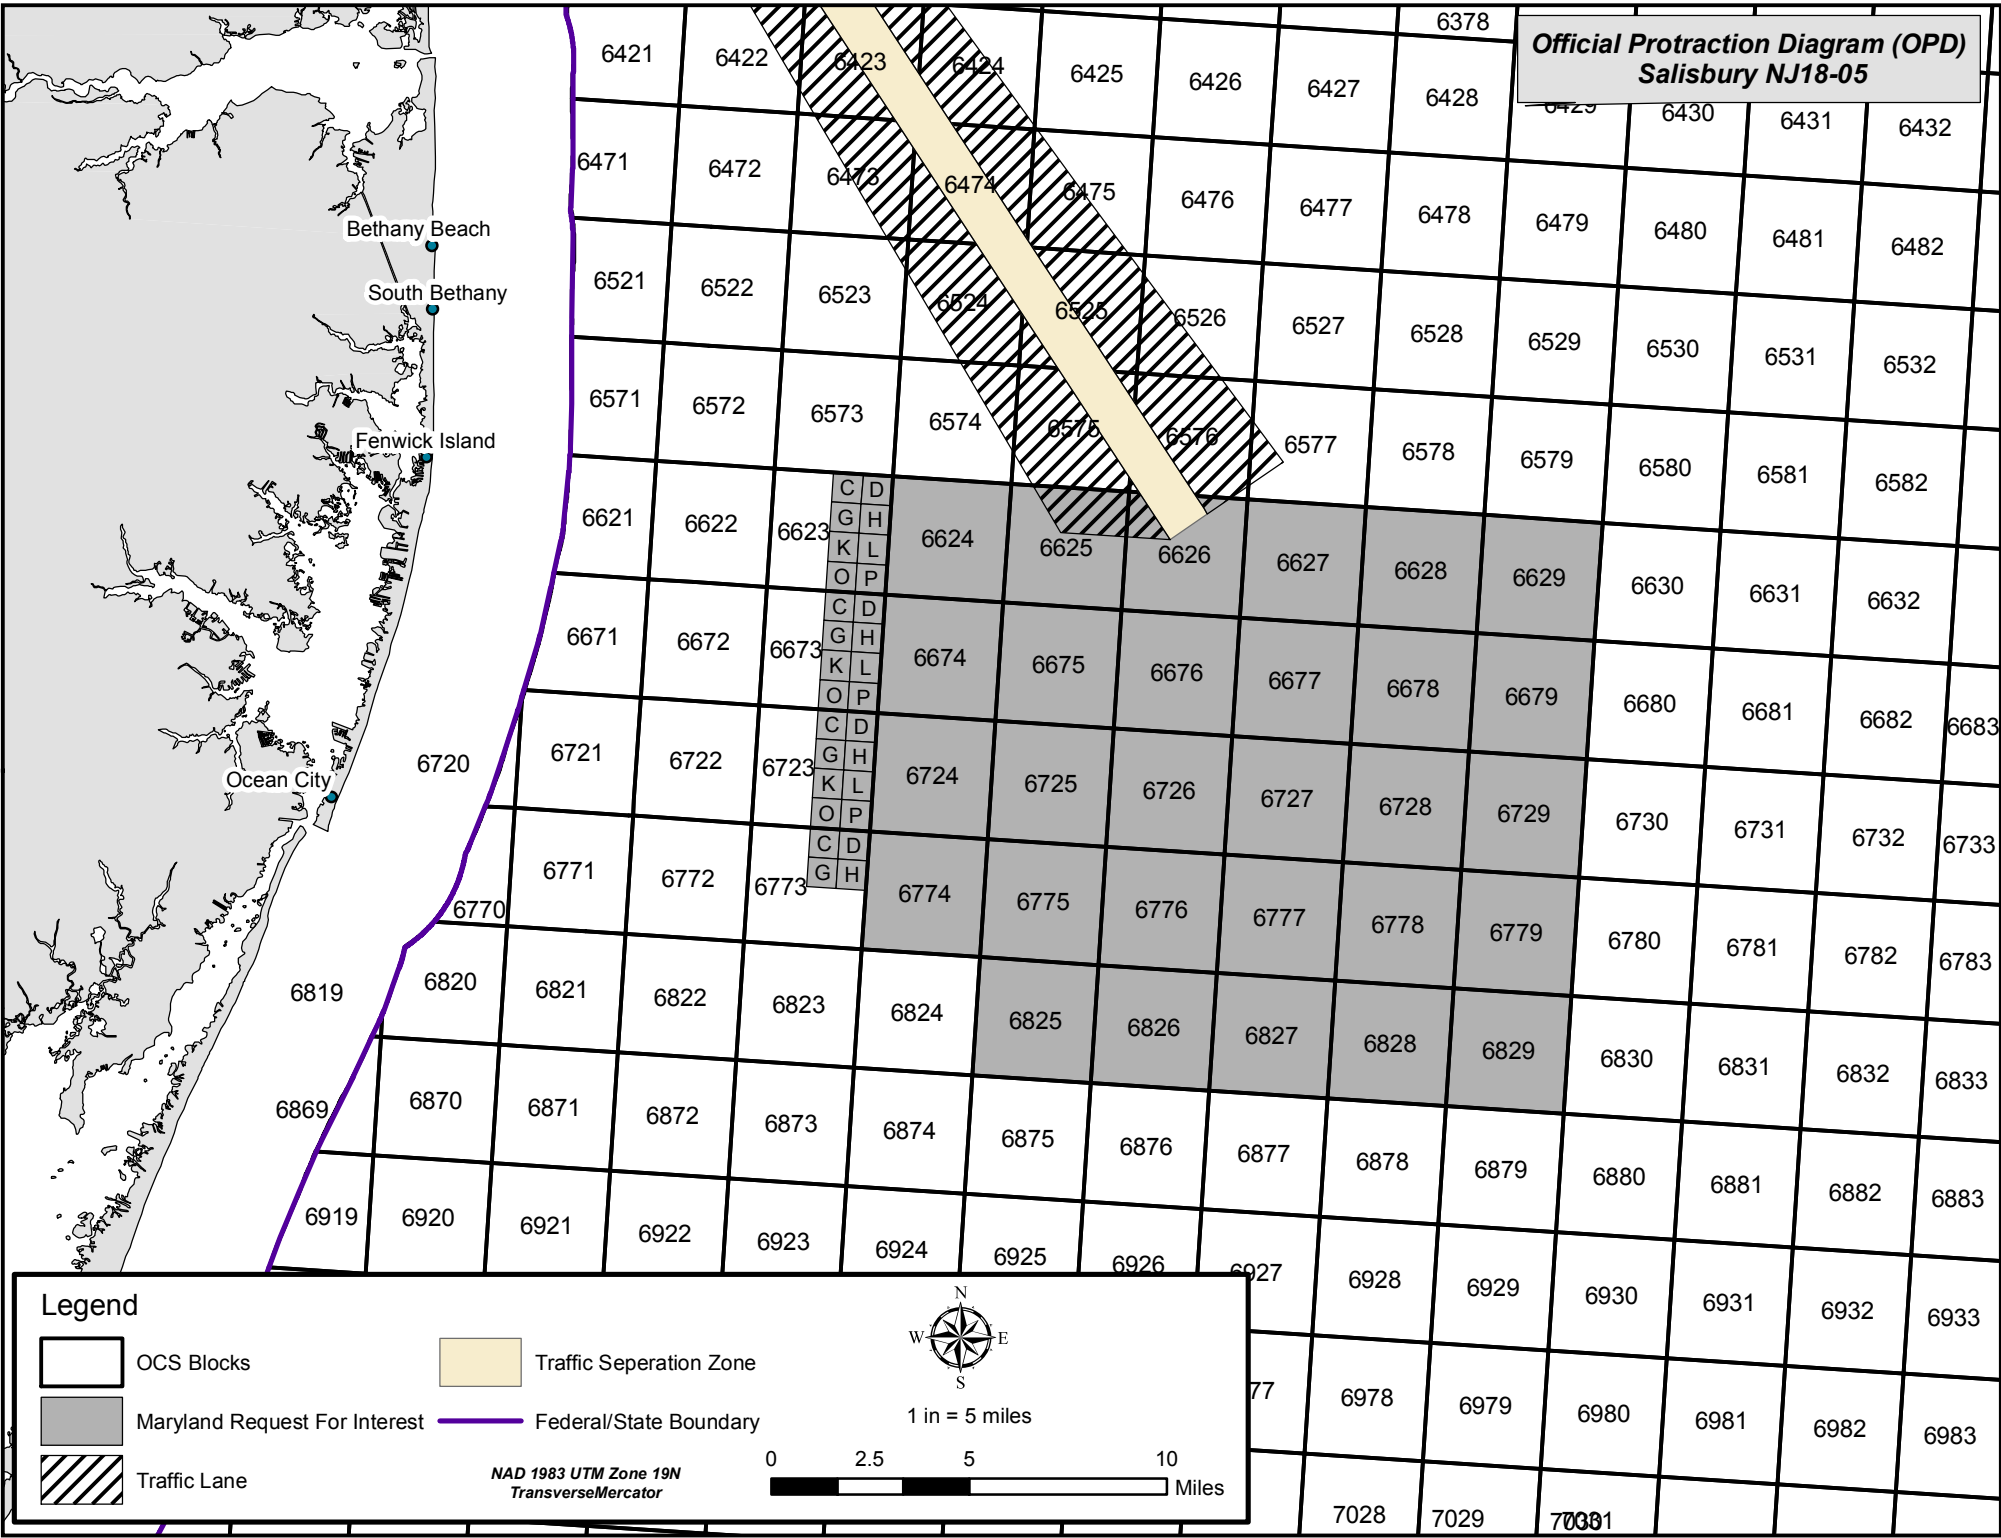 6378
Official Protraction Diagram (OPD)
Salisbury NJ18-05
6421 6422 6423 6424 6425 6426 6427 6428 6429 6430 6431 6432
6471 6472 6473 6474 6475 6476 6477 6478 6479 6480 6481 6482
Bethany Beach
South Bethany
6521 6522 6523 6524 6525 6526 6527 6528 6529 6530 6531 6532
6571 6572 6573 6574 6575 6576 6577 6578 6579 6580 6581 6582
Fenwick Island
C D
G H
K L
O P
6621 6622 6623 6624 6625 6626 6627 6628 6629 6630 6631 6632
C D
G H
K L
O P
6671 6672 6673 6674 6675 6676 6677 6678 6679 6680 6681 6682 6683
C D
G H
K L
O P
6720 6721 6722 6723 6724 6725 6726 6727 6728 6729 6730 6731 6732 6733
Ocean City
C D
G H
6770 6771 6772 6773 6774 6775 6776 6777 6778 6779 6780 6781 6782 6783
6819 6820 6821 6822 6823 6824 6825 6826 6827 6828 6829 6830 6831 6832 6833
6869 6870 6871 6872 6873 6874 6875 6876 6877 6878 6879 6880 6881 6882 6883
6919 6920 6921 6922 6923 6924 6925 6926 6927 6928 6929 6930 6931 6932 6933
77 6978 6979 6980 6981 6982 6983
7028 7029
Legend
OCS Blocks
Maryland Request For Interest
Traffic Lane
Traffic Seperation Zone
Federal/State Boundary
NAD 1983 UTM Zone 19N
TransverseMercator
N
W E
S
1 in = 5 miles
0 2.5 5 10
Miles